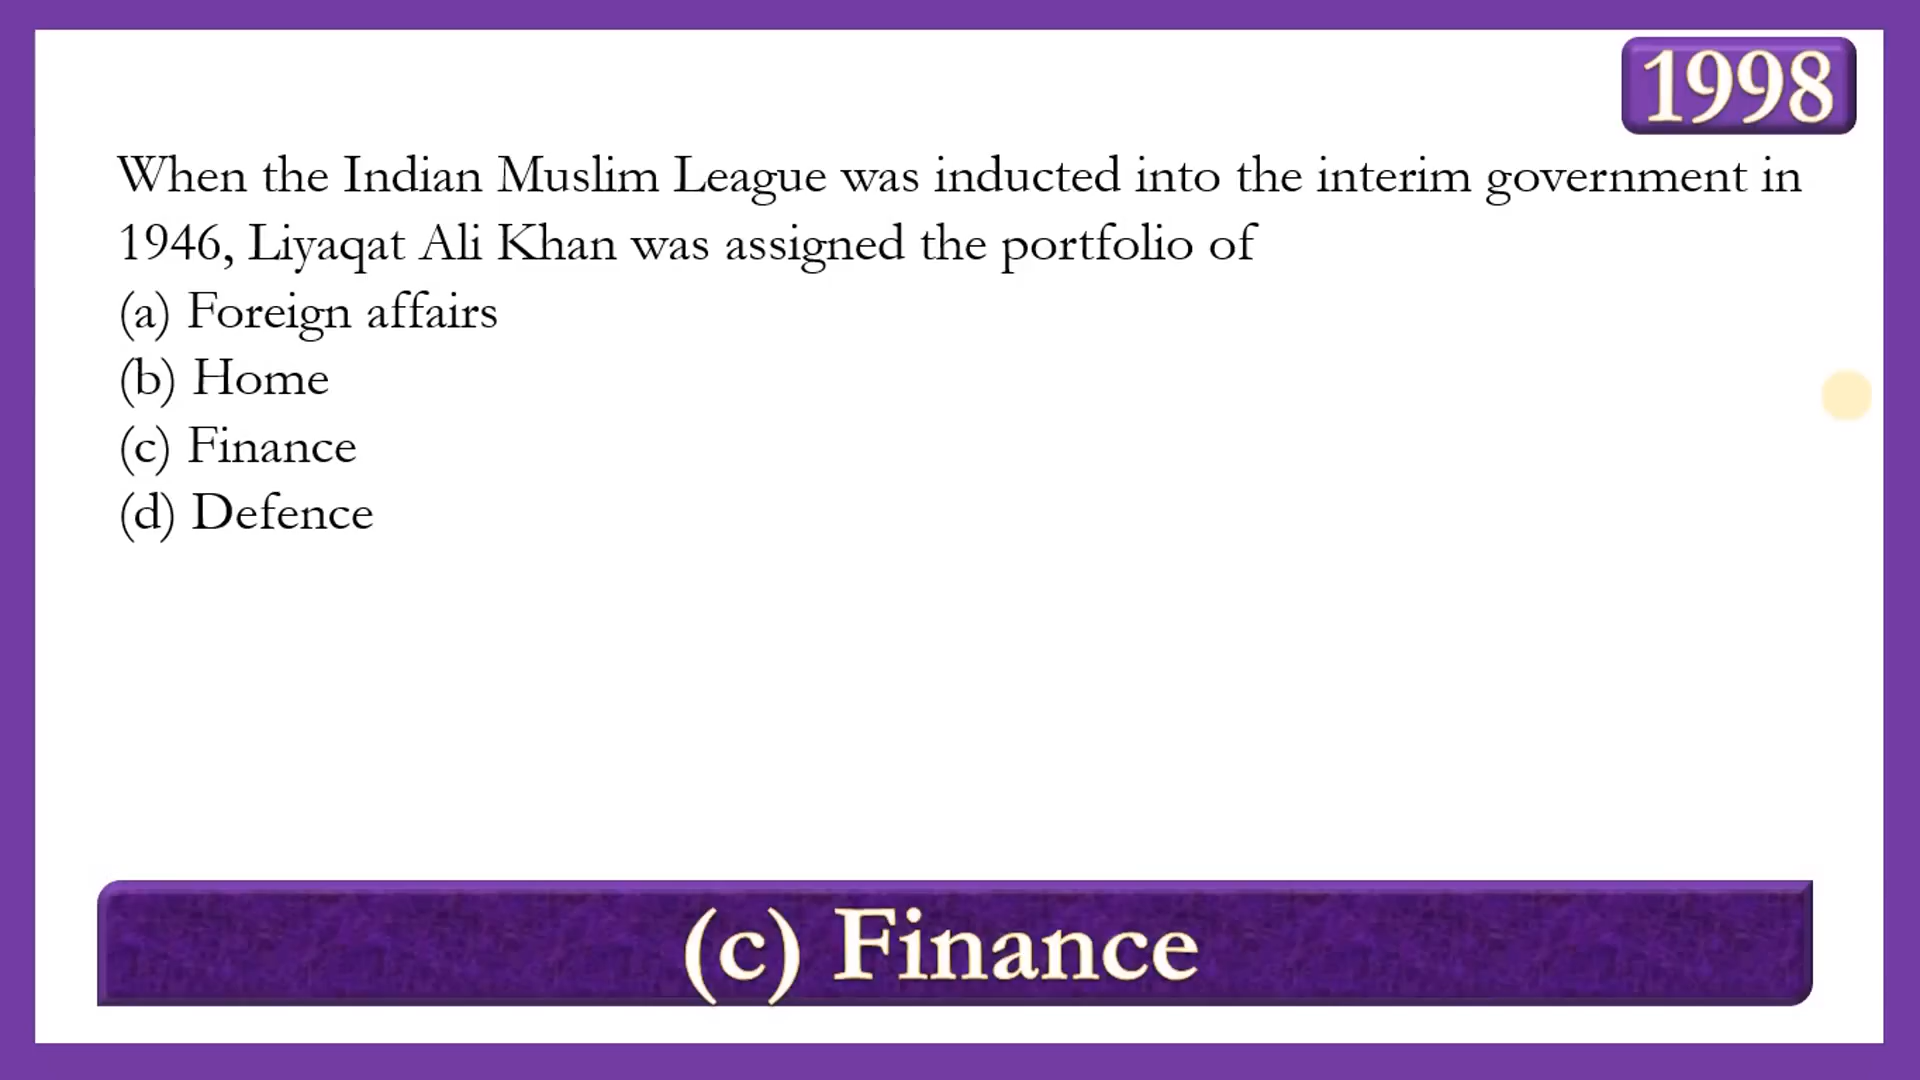 1998
When the Indian Muslim League was inducted into the interim government in
1946, Liyaqat Ali Khan was assigned the portfolio of
(a) Foreign affairs
(b) Home
(c) Finance
(d) Defence
(c) Finance